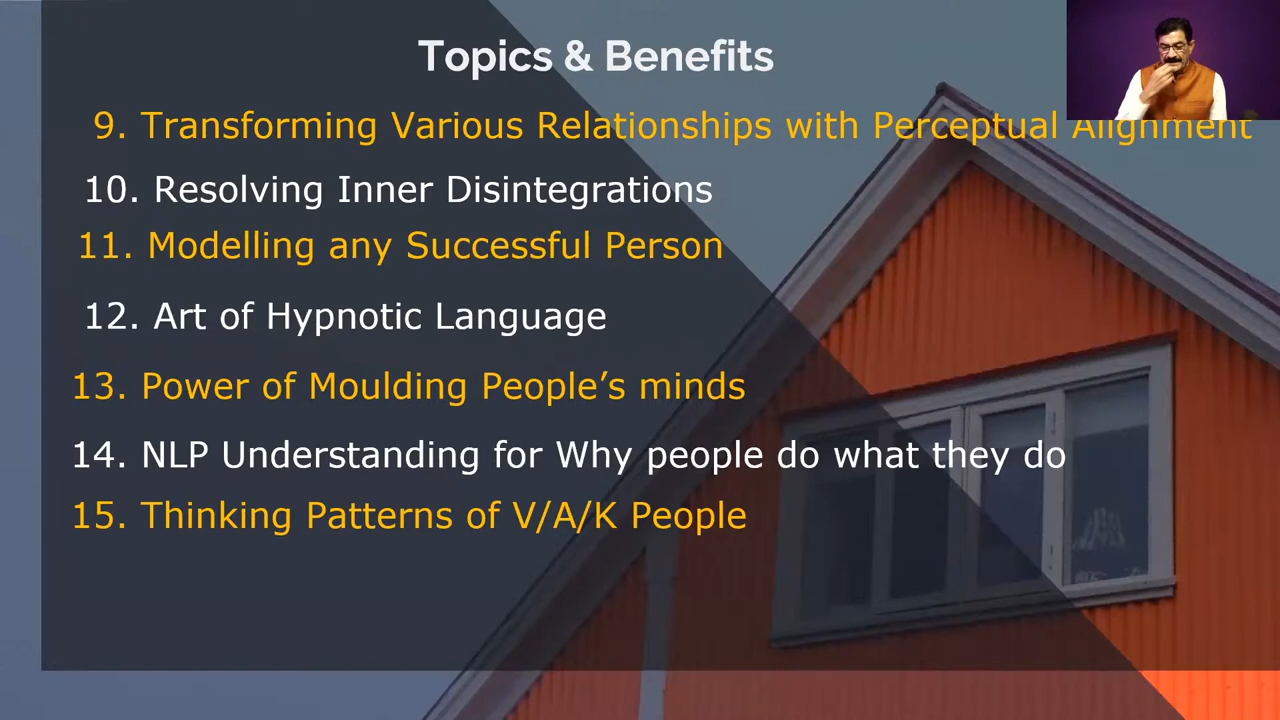 Topics & Benefits
9. Transforming Various Relationships with Perceptual Alignment
10. Resolving Inner Disintegrations
11. Modelling any Successful Person
12. Art of Hypnotic Language
13. Power of Moulding People’s minds
14. NLP Understanding for Why people do what they do
15. Thinking Patterns of V/A/K People